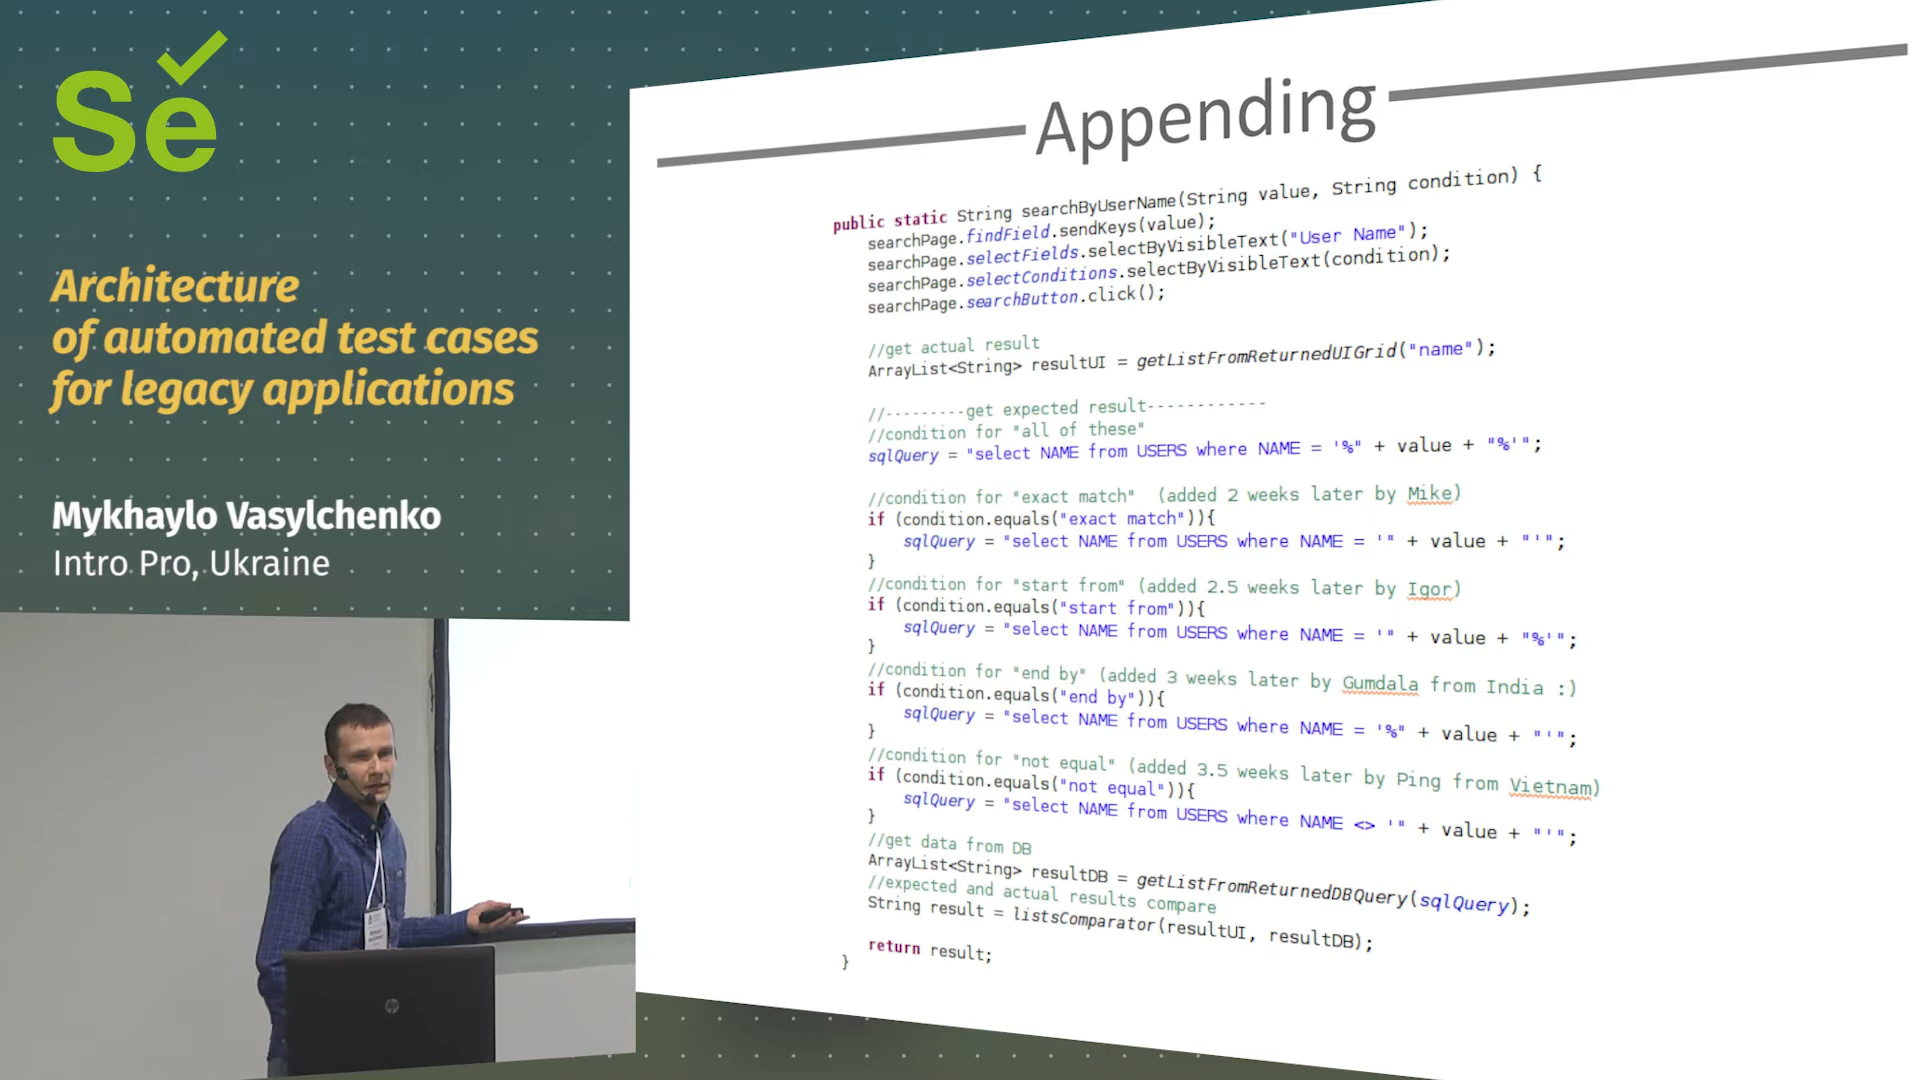 Se
Architecture
of automated test cases
for legacy applications
Mykhaylo Vasylchenko
Intro Pro, Ukraine
Appending
public static String searchByUserName(String value, String condition) {
searchPage.findField.sendKeys(value);
searchPage.selectFields.selectByVisibleText("User Name");
searchPage.selectConditions.selectByVisibleText(condition);
searchPage.searchButton.click();
//get actual result
ArrayList<String> resultUI = getListFromReturnedUIGrid("name");
//---------get expected result------------
//condition for "all of these"
sqlQuery = "select NAME from USERS where NAME = '%" + value + "%'";
//condition for "exact match"  (added 2 weeks later by Mike)
if (condition.equals("exact match")){
sqlQuery = "select NAME from USERS where NAME = '" + value + "'";
}
//condition for "start from" (added 2.5 weeks later by Igor)
if (condition.equals("start from")){
sqlQuery = "select NAME from USERS where NAME = '" + value + "%'";
}
//condition for "end by" (added 3 weeks later by Gumdala from India :)
if (condition.equals("end by")){
sqlQuery = "select NAME from USERS where NAME = '%" + value + "'";
}
//condition for "not equal" (added 3.5 weeks later by Ping from Vietnam)
if (condition.equals("not equal")){
sqlQuery = "select NAME from USERS where NAME <> '" + value + "'";
}
//get data from DB
ArrayList<String> resultDB = getListFromReturnedDBQuery(sqlQuery);
//expected and actual results compare
String result = listsComparator(resultUI, resultDB);
return result;
}
hp